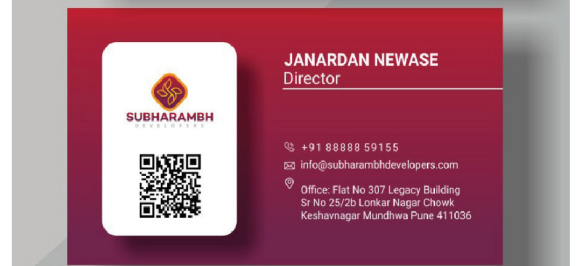 SUBHARAMBH
DEVELOPERS
JANARDAN NEWASE
Director
+91 88888 59155
info@subharambhdevelopers.com
Office: Flat No 307 Legacy Building
Sr No 25/2b Lonkar Nagar Chowk
Keshavnagar Mundhwa Pune 411036